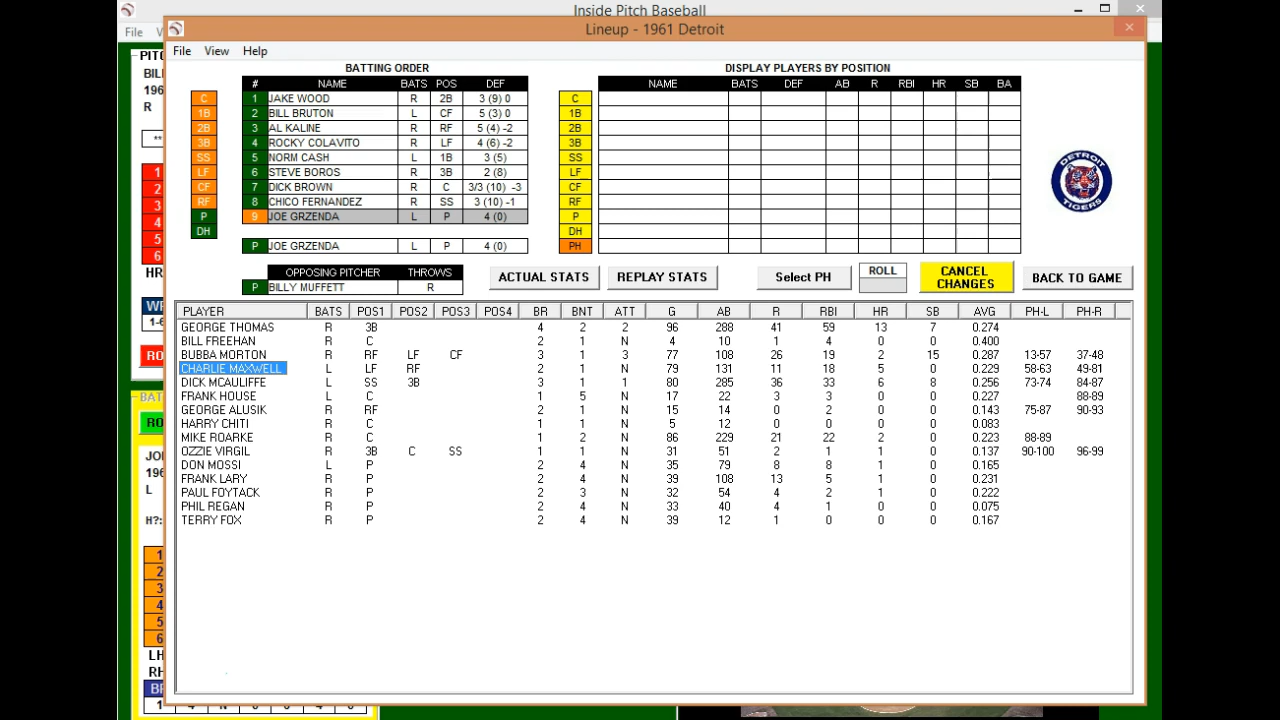 Inside Pitch Baseball
Lineup - 1961 Detroit
File
File View Help
BATTING ORDER
# NAME BATS POS DEF
C 1 JAKE WOOD R 2B 3 (9) 0
1B 2 BILL BRUTON L CF 5 (3) 0
2B 3 AL KALINE R RF 5 (4) -2
3B 4 ROCKY COLAVITO R LF 4 (6) -2
SS 5 NORM CASH L 1B 3 (5)
LF 6 STEVE BOROS R 3B 2 (8)
CF 7 DICK BROWN R C 3/3 (10) -3
RF 8 CHICO FERNANDEZ R SS 3 (10) -1
P 9 JOE GRZENDA L P 4 (0)
DH
P JOE GRZENDA L P 4 (0)
DISPLAY PLAYERS BY POSITION
NAME BATS DEF AB R RBI HR SB BA
C
1B
2B
3B
SS
LF
CF
RF
P
DH
PH
DETROIT
TIGERS
OPPOSING PITCHER THROWS
P BILLY MUFFETT R
ACTUAL STATS REPLAY STATS Select PH ROLL CANCEL CHANGES BACK TO GAME
PLAYER BATS POS1 POS2 POS3 POS4 BR BNT ATT G AB R RBI HR SB AVG PH-L PH-R
GEORGE THOMAS R 3B 4 2 2 96 288 41 59 13 7 0.274
BILL FREEHAN R C 2 1 N 4 10 1 4 0 0 0.400
BUBBA MORTON R RF LF CF 3 1 3 77 108 26 19 2 15 0.287 13-57 37-48
CHARLIE MAXWELL L LF RF 2 1 N 79 131 11 18 5 0 0.229 58-63 49-81
DICK MCAULIFFE L SS 3B 3 1 1 80 285 36 33 6 8 0.256 73-74 84-87
FRANK HOUSE L C 1 5 N 17 22 3 3 0 0 0.227 88-89
GEORGE ALUSIK R RF 2 1 N 15 14 0 2 0 0 0.143 75-87 90-93
HARRY CHITI R C 1 1 N 5 12 0 0 0 0 0.083
MIKE ROARKE R C 1 2 N 86 229 21 22 2 0 0.223 88-89
OZZIE VIRGIL R 3B C SS 1 1 N 31 51 2 1 1 0 0.137 90-100 96-99
DON MOSSI L P 2 4 N 35 79 8 8 1 0 0.165
FRANK LARY R P 2 4 N 39 108 13 5 1 0 0.231
PAUL FOYTACK R P 2 3 N 32 54 4 2 1 0 0.222
PHIL REGAN R P 2 4 N 33 40 4 1 0 0 0.075
TERRY FOX R P 2 4 N 39 12 1 0 0 0 0.167